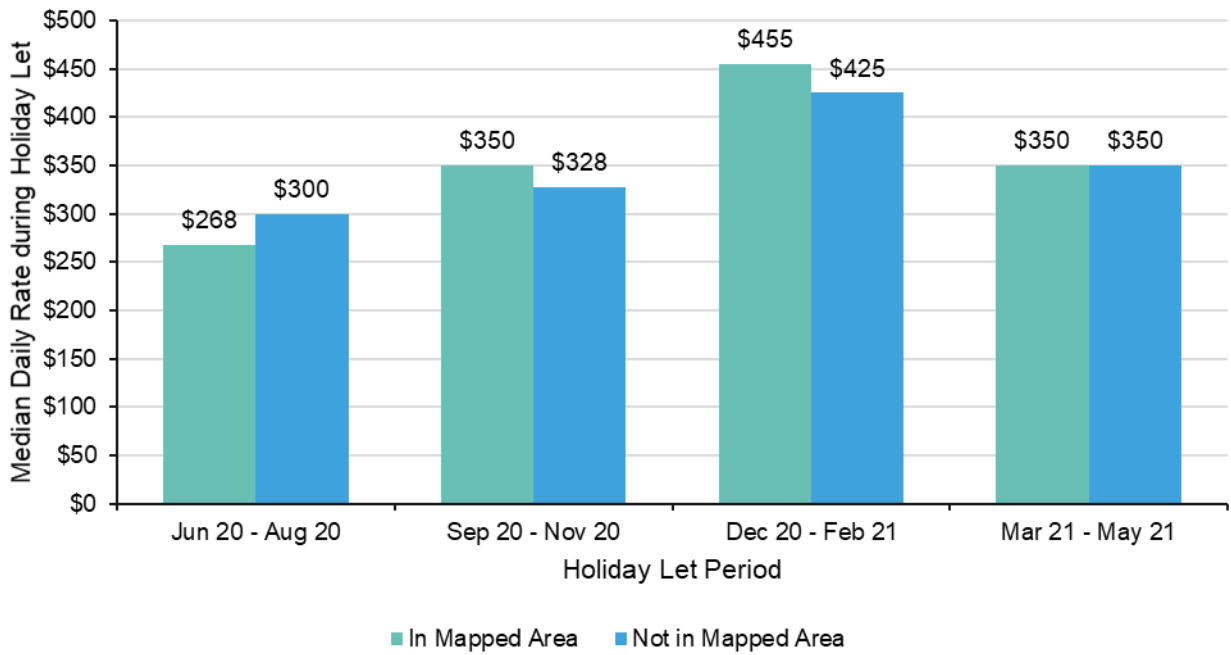 Median Daily Rate during Holiday Let
$500
$450
$400
$350
$300
$250
$200
$150
$100
$50
$0
$268
$300
$350
$328
$455
$425
$350
$350
Jun 20 - Aug 20
Sep 20 - Nov 20
Dec 20 - Feb 21
Mar 21 - May 21
Holiday Let Period
In Mapped Area
Not in Mapped Area